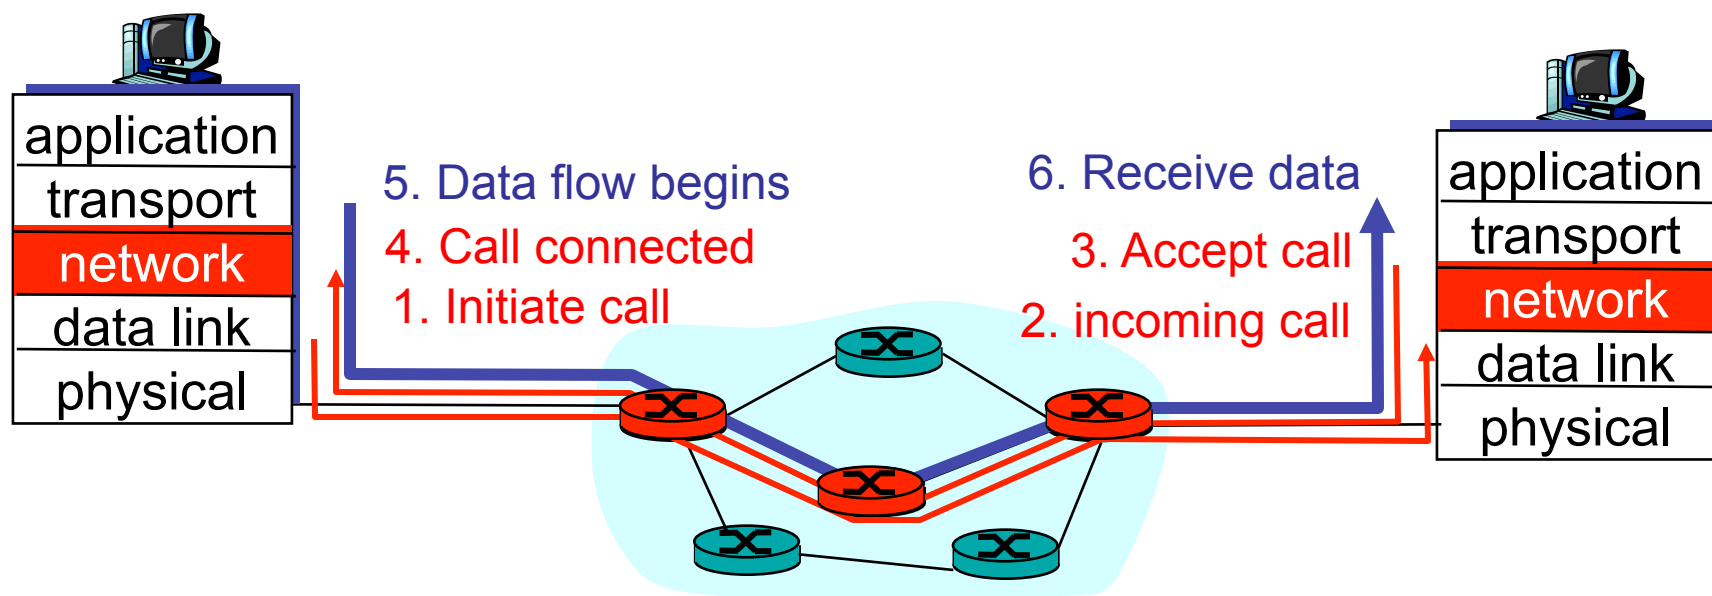 application
transport
network
data link
physical
5. Data flow begins
4. Call connected
1. Initiate call
6. Receive data
3. Accept call
2. incoming call
application
transport
network
data link
physical